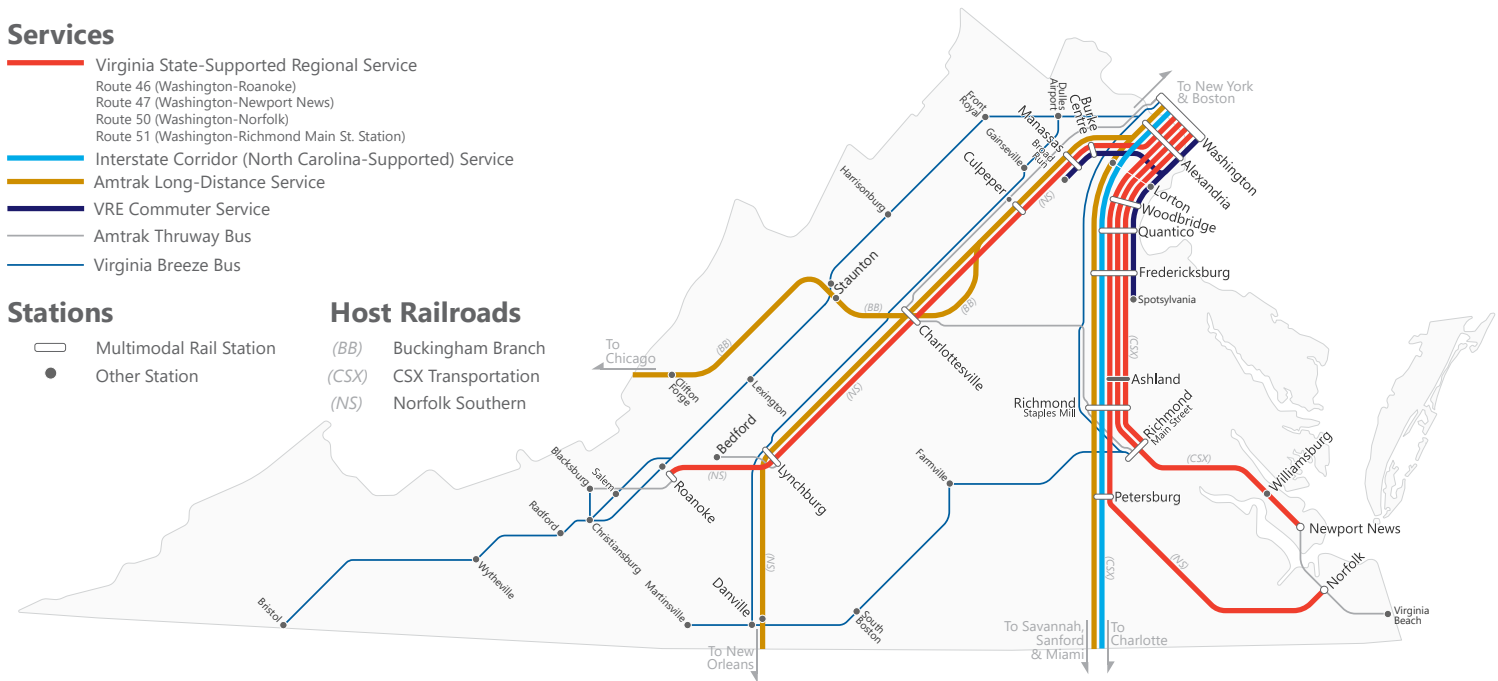 Services
Virginia State-Supported Regional Service
Route 46 (Washington-Roanoke)
Route 47 (Washington-Newport News)
Route 50 (Washington-Norfolk)
Route 51 (Washington-Richmond Main St. Station)
Interstate Corridor (North Carolina-Supported) Service
Amtrak Long-Distance Service
VRE Commuter Service
Amtrak Thruway Bus
Virginia Breeze Bus
Stations
Multimodal Rail Station
Other Station
Host Railroads
(BB) Buckingham Branch
(CSX) CSX Transportation
(NS) Norfolk Southern
To New York
& Boston
Front
Royal
Dulles
Airport
Burke
Centre
Manassas
Broad
Run
Gainesville
Culpeper
(NS)
Washington
Alexandria
Lorton
Woodbridge
Quantico
Fredericksburg
Spotsylvania
Harrisonburg
Staunton
(BB)
(BB)
(BB)
Charlottesville
To
Chicago
Clifton
Forge
Lexington
(NS)
(CSX)
Ashland
Richmond
Staples Mill
Richmond
Main Street
Bedford
Blacksburg
Salem
(NS)
Roanoke
Lynchburg
Farmville
(CSX)
Williamsburg
Petersburg
Newport News
Radford
Christiansburg
Wytheville
Bristol
Martinsville
Danville
(NS)
South
Boston
(CSX)
(NS)
Norfolk
Virginia
Beach
To New
Orleans
To Savannah,
Sanford
& Miami
To
Charlotte